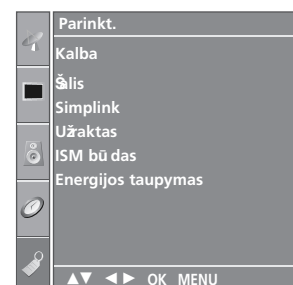 Parinkt.
Kalba
Šalis
Simplink
Užraktas
ISM būdas
Energijos taupymas
▲▼ ◄► OK MENU